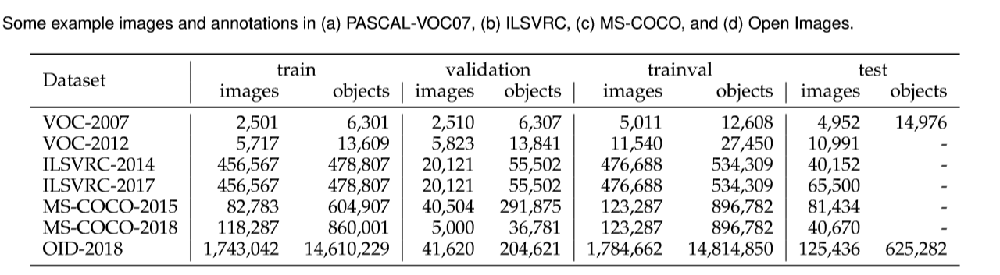 Some example images and annotations in (a) PASCAL-VOC07, (b) ILSVRC, (c) MS-COCO, and (d) Open Images.
Dataset train validation trainval test
images objects images objects images objects images objects
VOC-2007 2,501 6,301 2,510 6,307 5,011 12,608 4,952 14,976
VOC-2012 5,717 13,609 5,823 13,841 11,540 27,450 10,991 -
ILSVRC-2014 456,567 478,807 20,121 55,502 476,688 534,309 40,152 -
ILSVRC-2017 456,567 478,807 20,121 55,502 476,688 534,309 65,500 -
MS-COCO-2015 82,783 604,907 40,504 291,875 123,287 896,782 81,434 -
MS-COCO-2018 118,287 860,001 5,000 36,781 123,287 896,782 40,670 -
OID-2018 1,743,042 14,610,229 41,620 204,621 1,784,662 14,814,850 125,436 625,282